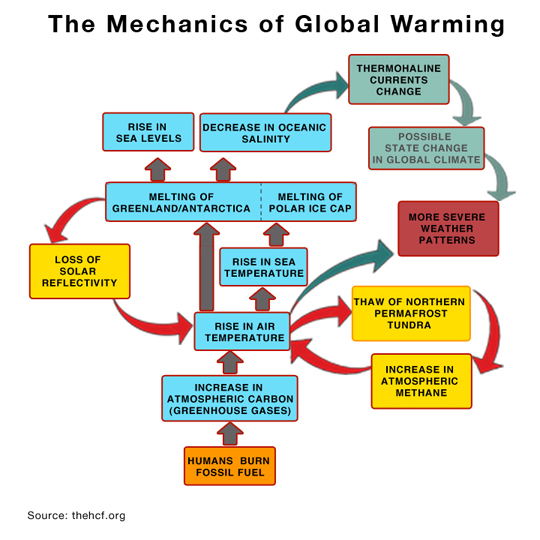 The Mechanics of Global Warming
THERMOHALINE
CURRENTS
CHANGE
RISE IN
SEA LEVELS
DECREASE IN OCEANIC
SALINITY
POSSIBLE
STATE CHANGE
IN GLOBAL CLIMATE
MELTING OF
GREENLAND/ANTARCTICA
MELTING OF
POLAR ICE CAP
MORE SEVERE
WEATHER
PATTERNS
LOSS OF
SOLAR
REFLECTIVITY
RISE IN SEA
TEMPERATURE
RISE IN AIR
TEMPERATURE
THAW OF NORTHERN
PERMAFROST
TUNDRA
INCREASE IN
ATMOSPHERIC
METHANE
INCREASE IN
ATMOSPHERIC CARBON
(GREENHOUSE GASES)
HUMANS BURN
FOSSIL FUEL
Source: thehcf.org